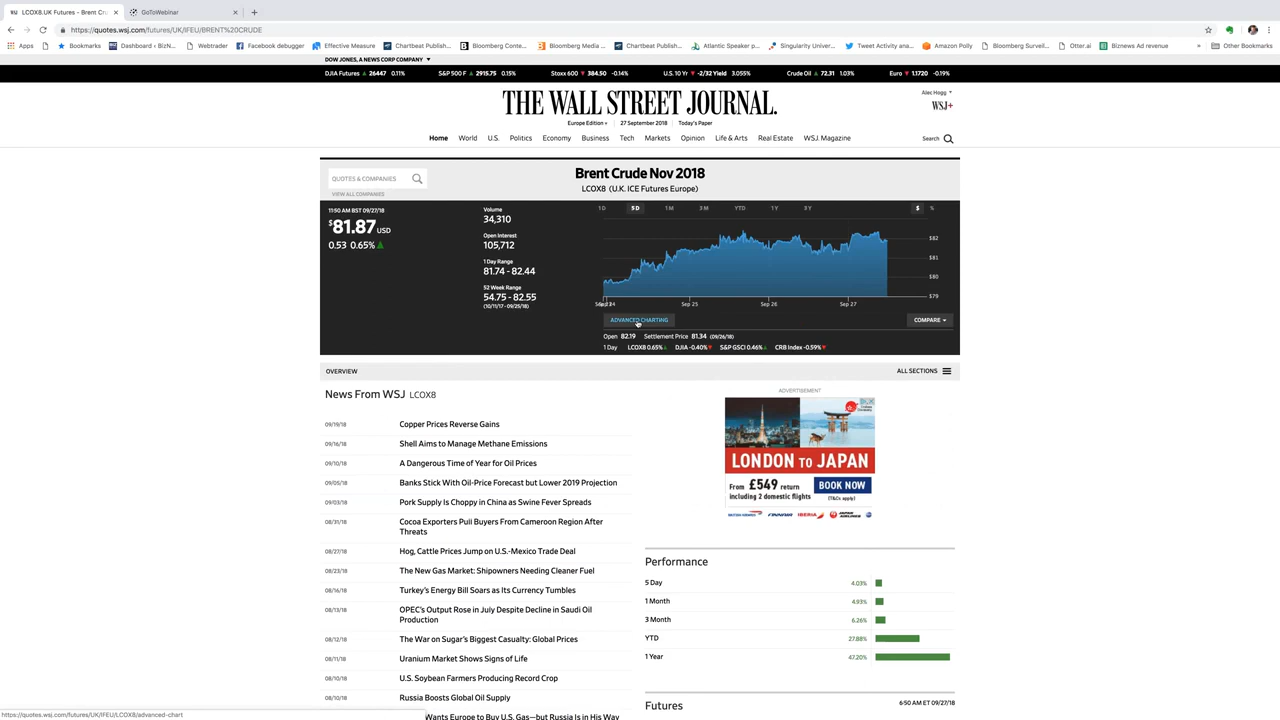 LCOX8.UK Futures - Brent Cru
GoToWebinar
https://quotes.wsj.com/futures/UK/IFEU/BRENT%20CRUDE
Apps
Bookmarks
Dashboard ‹ BizN...
Webtrader
Facebook debugger
Effective Measure
Chartbeat Publish...
Bloomberg Conte...
Bloomberg Media ...
Chartbeat Publish...
Atlantic Speaker p...
Singularity Univer...
Tweet Activity ana...
Amazon Polly
Bloomberg Surveil...
Otter.ai
Biznews Ad revenue
»
Other Bookmarks
DOW JONES, A NEWS CORP COMPANY
DJIA Futures 26447 0.11%
S&P 500 F 2915.75 0.15%
Stoxx 600 384.50 -0.14%
U.S. 10 Yr -2/32 Yield 3.055%
Crude Oil 72.31 1.03%
Euro 1.1720 -0.19%
THE WALL STREET JOURNAL.
Alec Hogg
WSJ+
Europe Edition | 27 September 2018 | Today's Paper
Home World U.S. Politics Economy Business Tech Markets Opinion Life & Arts Real Estate WSJ. Magazine
Search
QUOTES & COMPANIES
VIEW ALL COMPANIES
Brent Crude Nov 2018
LCOX8 (U.K. ICE Futures Europe)
11:50 AM BST 09/27/18
$81.87 USD
0.53 0.65%
Volume
34,310
Open Interest
105,712
1 Day Range
81.74 - 82.44
52 Week Range
54.75 - 82.55
(10/11/17 - 09/25/18)
1D 5D 1M 3M YTD 1Y 3Y
$ %
$82
$81
$80
$79
Sep 25 Sep 26 Sep 27
ADVANCED CHARTING
COMPARE
Open 82.19 Settlement Price 81.34 (09/26/18)
1 Day LCOX8 0.65% DJIA -0.40% S&P GSCI 0.46% CRB Index -0.59%
OVERVIEW
ALL SECTIONS
News From WSJ LCOX8
09/19/18 Copper Prices Reverse Gains
09/16/18 Shell Aims to Manage Methane Emissions
09/10/18 A Dangerous Time of Year for Oil Prices
09/05/18 Banks Stick With Oil-Price Forecast but Lower 2019 Projection
09/03/18 Pork Supply Is Choppy in China as Swine Fever Spreads
08/31/18 Cocoa Exporters Pull Buyers From Cameroon Region After
Threats
08/27/18 Hog, Cattle Prices Jump on U.S.-Mexico Trade Deal
08/23/18 The New Gas Market: Shipowners Needing Cleaner Fuel
08/16/18 Turkey's Energy Bill Soars as Its Currency Tumbles
08/13/18 OPEC's Output Rose in July Despite Decline in Saudi Oil
Production
08/12/18 The War on Sugar's Biggest Casualty: Global Prices
08/11/18 Uranium Market Shows Signs of Life
08/10/18 U.S. Soybean Farmers Producing Record Crop
08/10/18 Russia Boosts Global Oil Supply
Wants Europe to Buy U.S. Gas—but Russia Is in His Way
ADVERTISEMENT
LONDON TO JAPAN
From £549 return
including 2 domestic flights
BOOK NOW
(T&Cs apply)
BRITISH AIRWAYS FINNAIR IBERIA
Performance
5 Day 4.03%
1 Month 4.93%
3 Month 6.26%
YTD 27.88%
1 Year 47.20%
Futures
6:50 AM ET 09/27/18
https://quotes.wsj.com/futures/UK/IFEU/LCOX8/advanced-chart